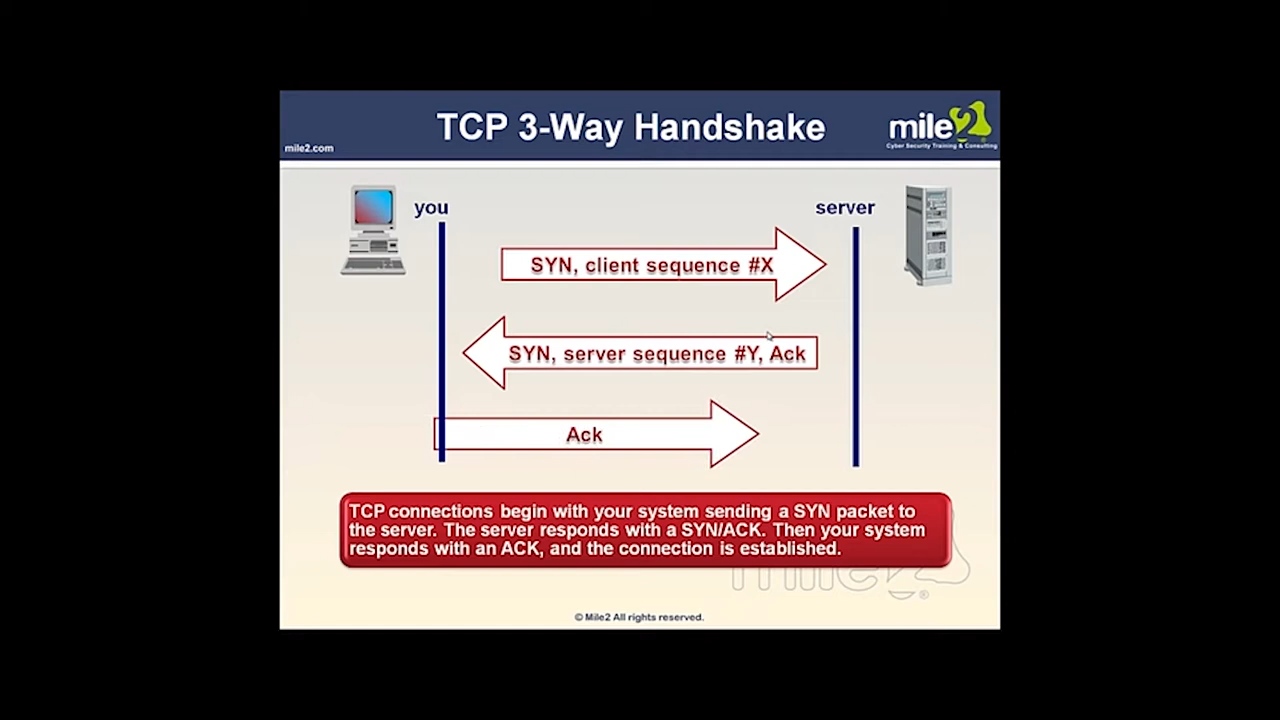 TCP 3-Way Handshake
mile2
Cyber Security Training & Consulting
mile2.com
you
server
SYN, client sequence #X
SYN, server sequence #Y, Ack
Ack
TCP connections begin with your system sending a SYN packet to
the server. The server responds with a SYN/ACK. Then your system
responds with an ACK, and the connection is established.
mile2
®
© Mile2 All rights reserved.